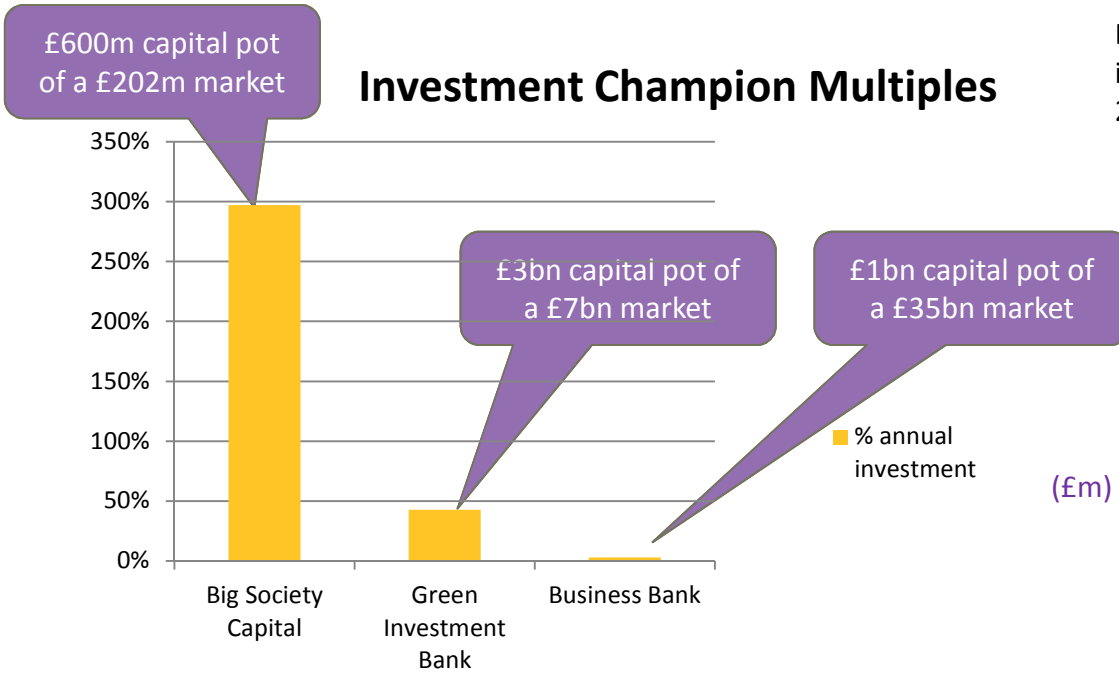 £600m capital pot
of a £202m market
Investment Champion Multiples
350%
300%
250%
200%
150%
100%
50%
0%
£3bn capital pot of
a £7bn market
£1bn capital pot of
a £35bn market
% annual
investment
(£m)
Big Society
Capital
Green
Investment
Bank
Business Bank